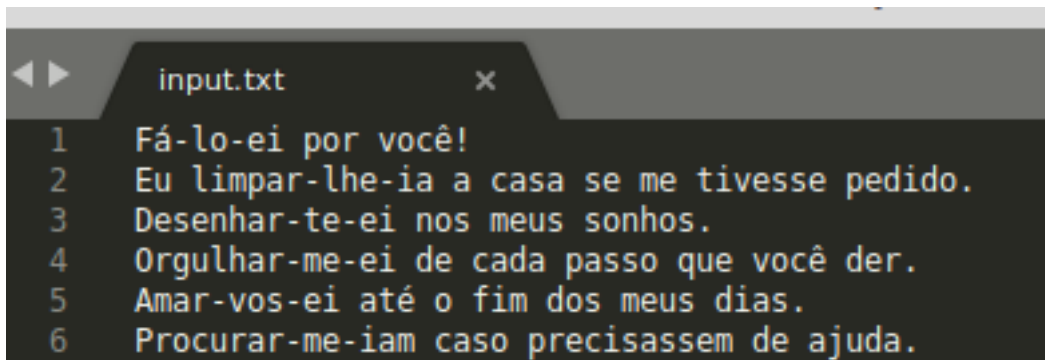 input.txt ×
1 Fá-lo-ei por você!
2 Eu limpar-lhe-ia a casa se me tivesse pedido.
3 Desenhar-te-ei nos meus sonhos.
4 Orgulhar-me-ei de cada passo que você der.
5 Amar-vos-ei até o fim dos meus dias.
6 Procurar-me-iam caso precisassem de ajuda.